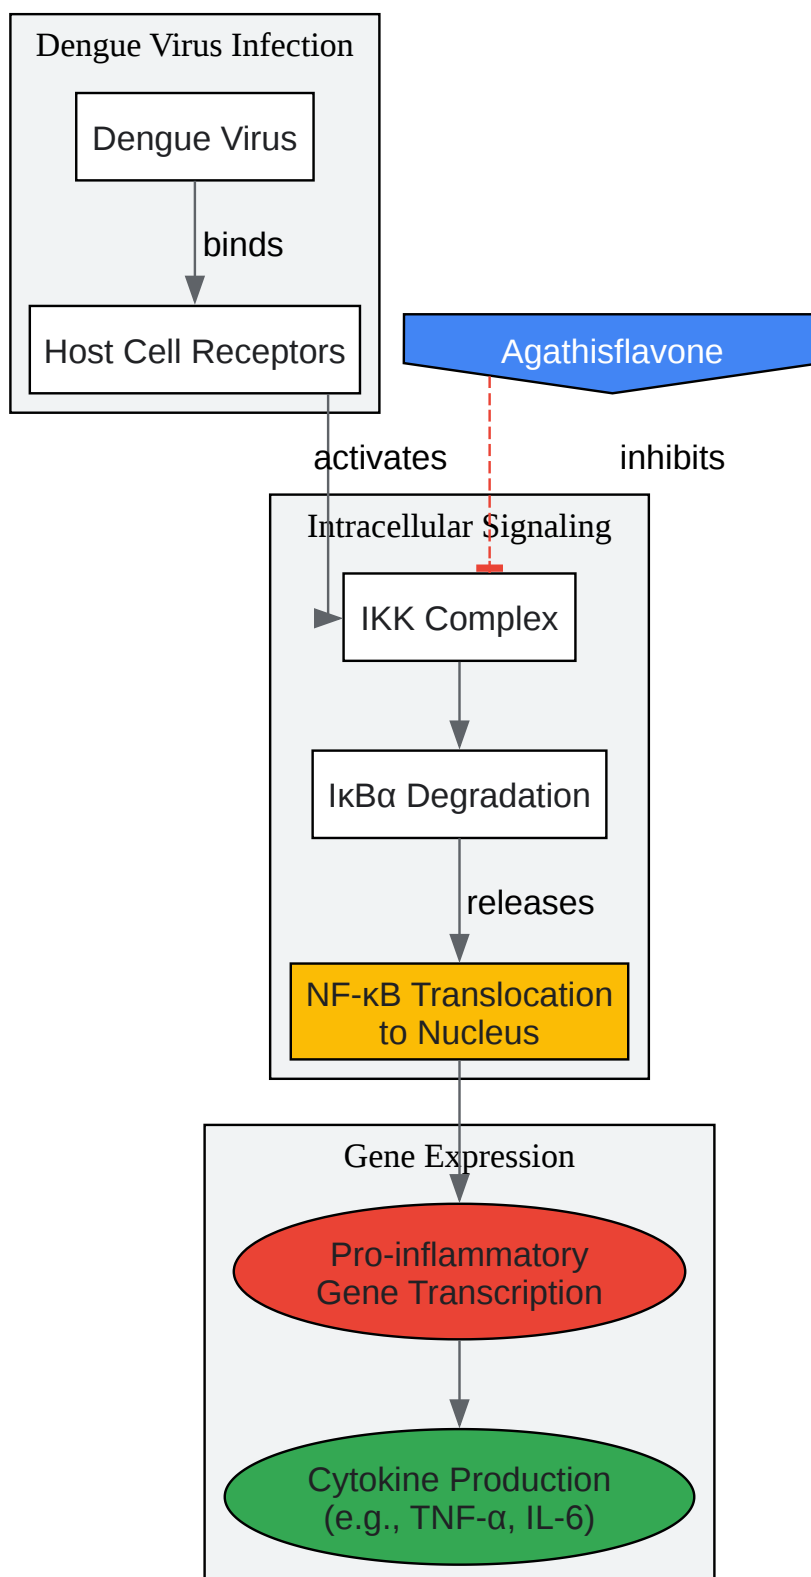 Dengue Virus Infection
Dengue Virus
binds
Host Cell Receptors
Agathisflavone
activates
inhibits
Intracellular Signaling
IKK Complex
IκBα Degradation
releases
NF-κB Translocation
to Nucleus
Gene Expression
Pro-inflammatory
Gene Transcription
Cytokine Production
(e.g., TNF-α, IL-6)